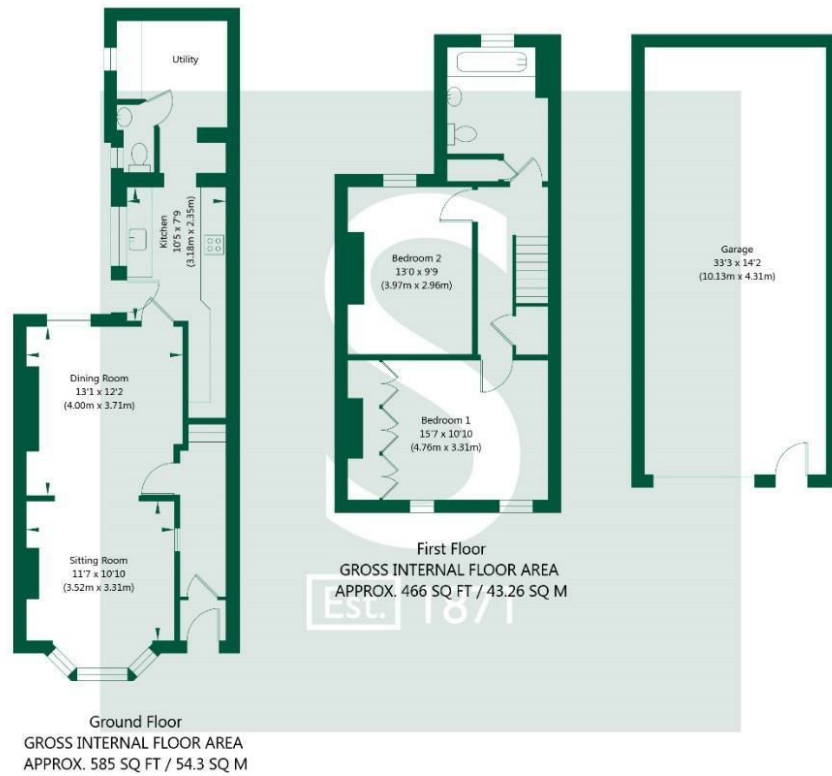 Utility
Kitchen
10'5 x 7'9
(3.18m x 2.35m)
Dining Room
13'1 x 12'2
(4.00m x 3.71m)
Sitting Room
11'7 x 10'10
(3.52m x 3.31m)
Ground Floor
GROSS INTERNAL FLOOR AREA
APPROX. 585 SQ FT / 54.3 SQ M
Bedroom 2
13'0 x 9'9
(3.97m x 2.96m)
Bedroom 1
15'7 x 10'10
(4.76m x 3.31m)
First Floor
GROSS INTERNAL FLOOR AREA
APPROX. 466 SQ FT / 43.26 SQ M
Garage
33'3 x 14'2
(10.13m x 4.31m)
S
Est. 1871